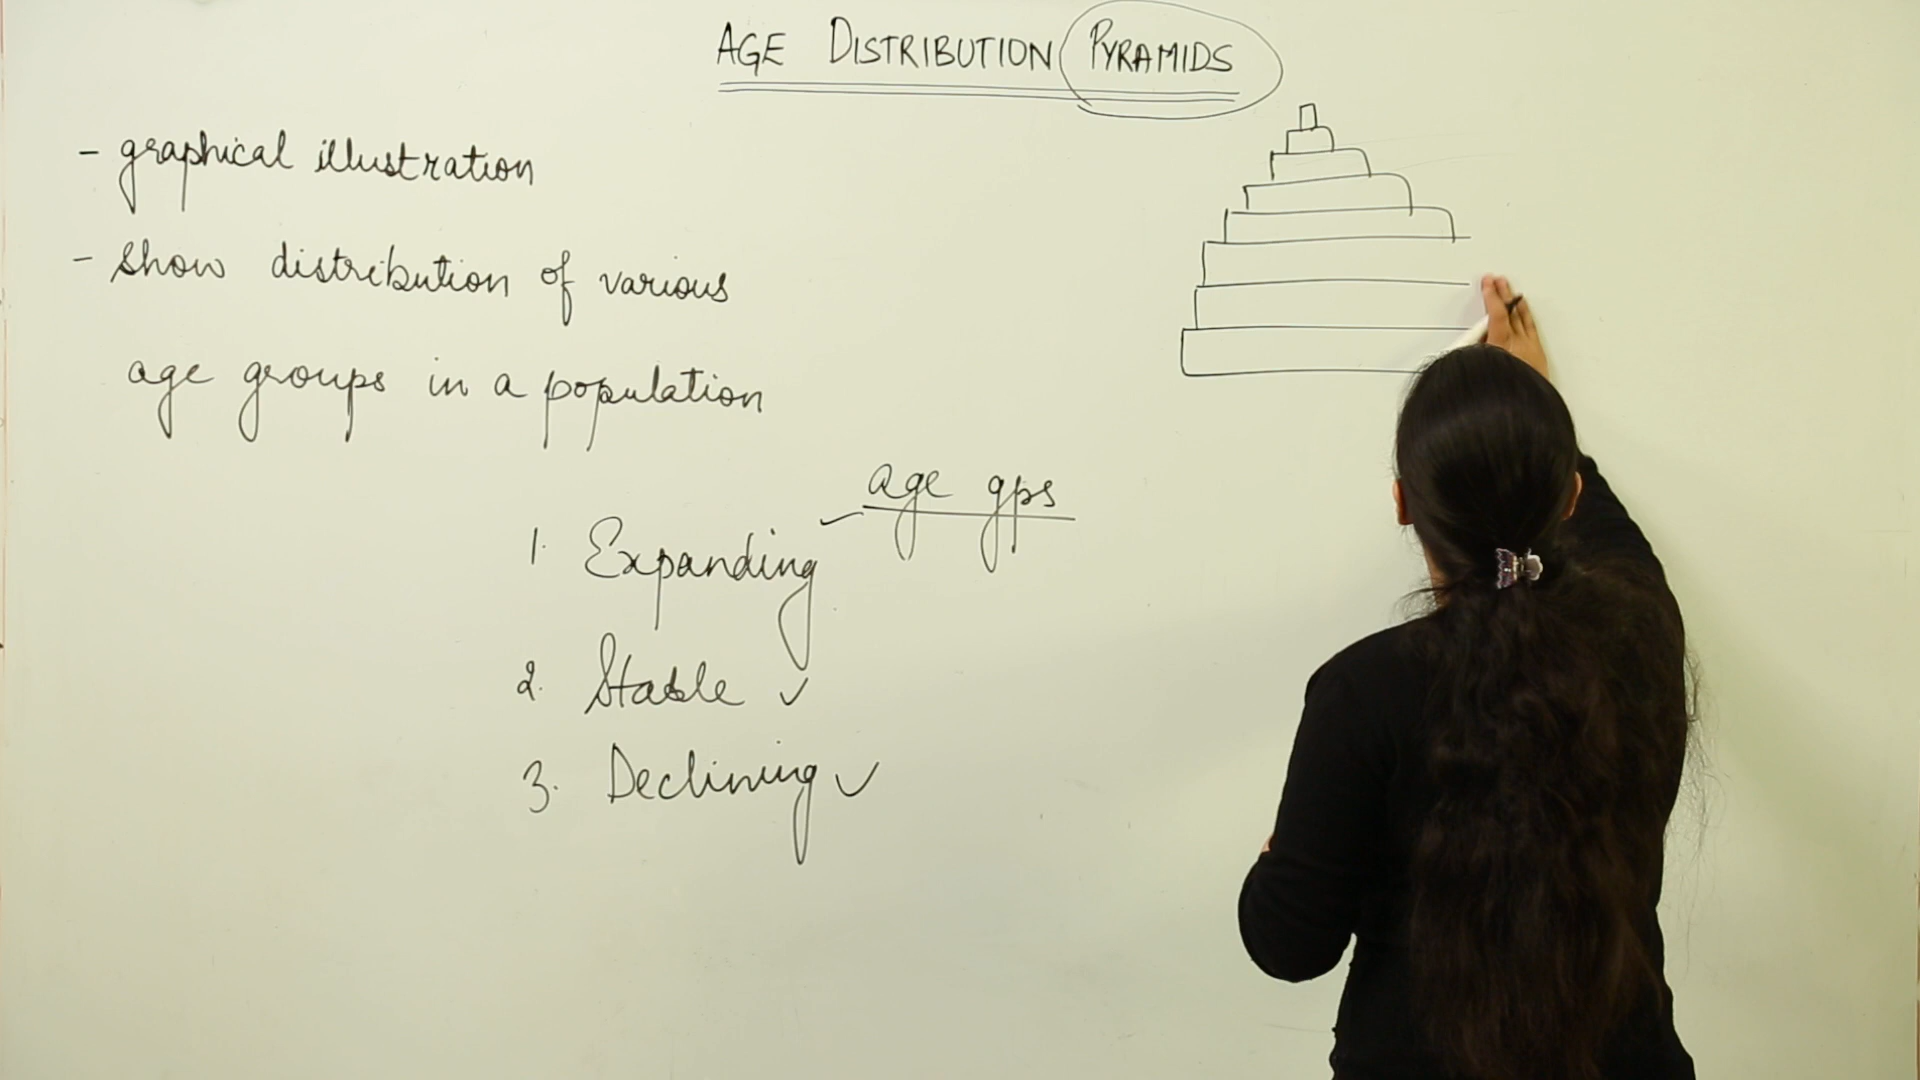 AGE DISTRIBUTION PYRAMIDS
- graphical illustration
- show distribution of various
age groups in a population
age gps
1. Expanding
2. Stable
3. Declining